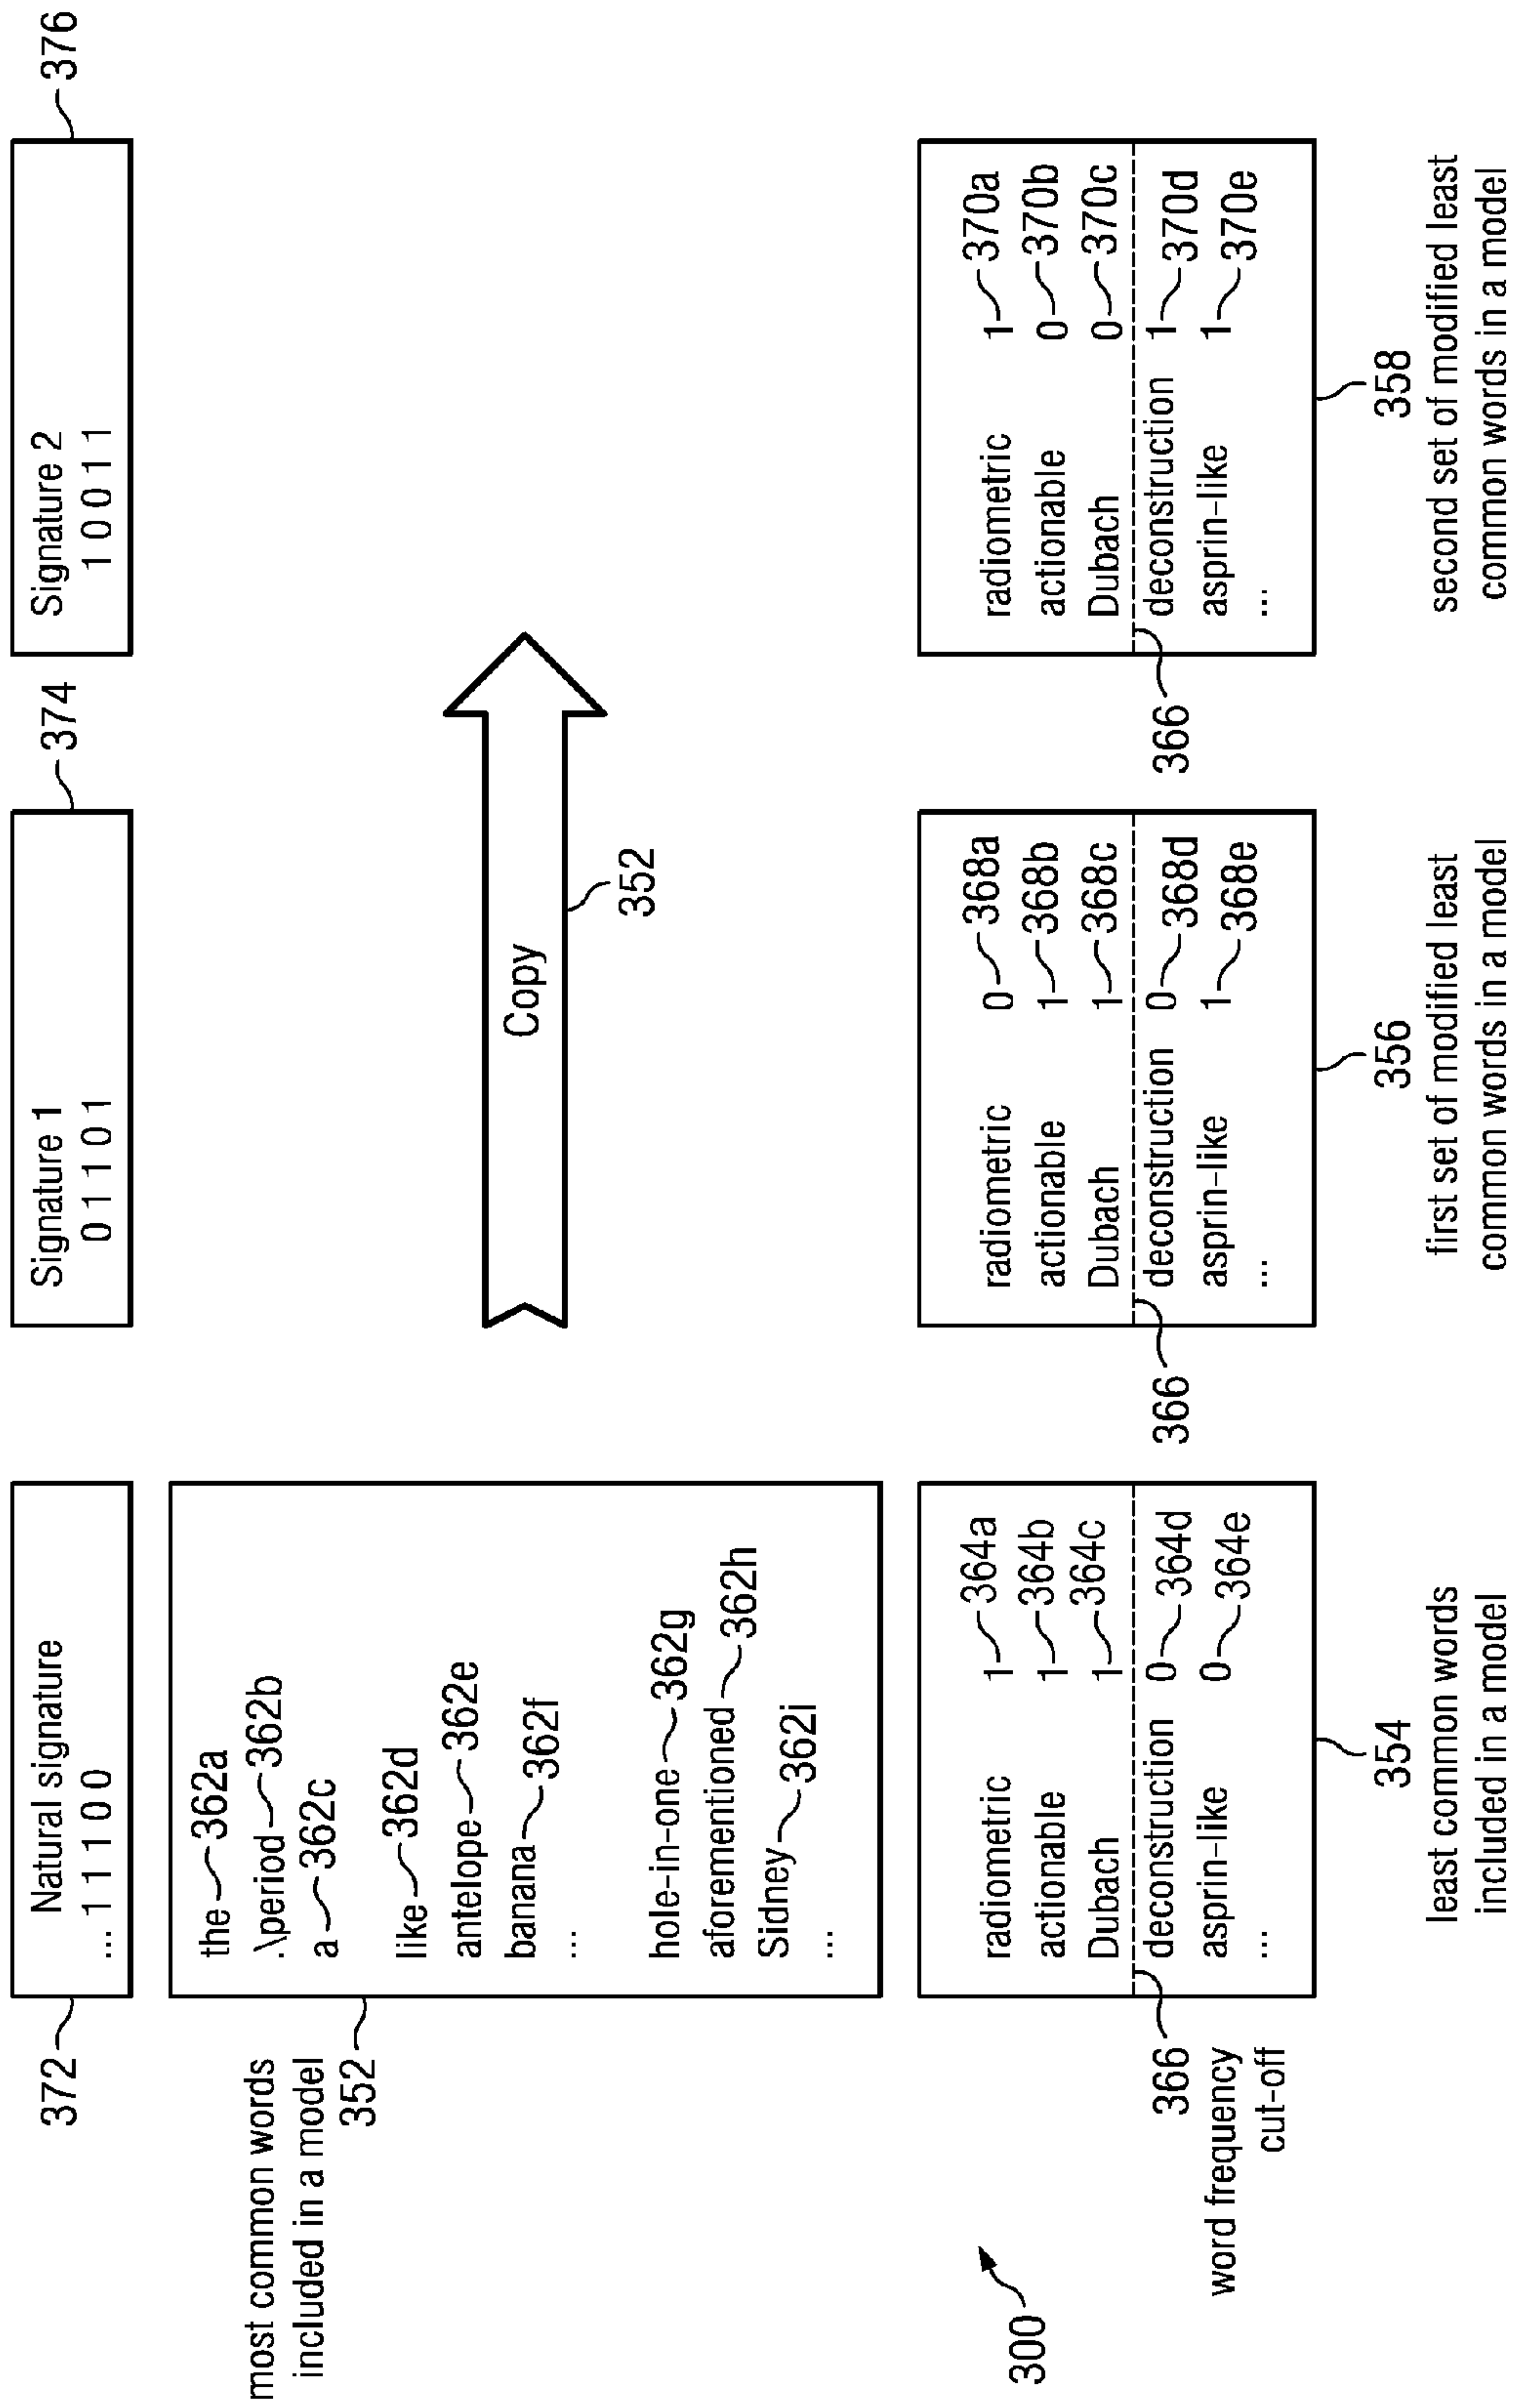 372
Natural signature
... 1 1 1 0 0
Signature 1
0 1 1 0 1
374
Signature 2
1 0 0 1 1
376
most common words
included in a model
352
the 362a
.\period 362b
a 362c
like 362d
antelope 362e
banana 362f
...
hole-in-one 362g
aforementioned 362h
Sidney 362i
...
Copy
352
radiometric 1 364a
actionable 1 364b
Dubach 1 364c
deconstruction 0 364d
asprin-like 0 364e
...
366
word frequency
cut-off
354
least common words
included in a model
radiometric 0 368a
actionable 1 368b
Dubach 1 368c
deconstruction 0 368d
asprin-like 1 368e
...
366
356
first set of modified least
common words in a model
radiometric 1 370a
actionable 0 370b
Dubach 0 370c
deconstruction 1 370d
asprin-like 1 370e
...
366
358
second set of modified least
common words in a model
300